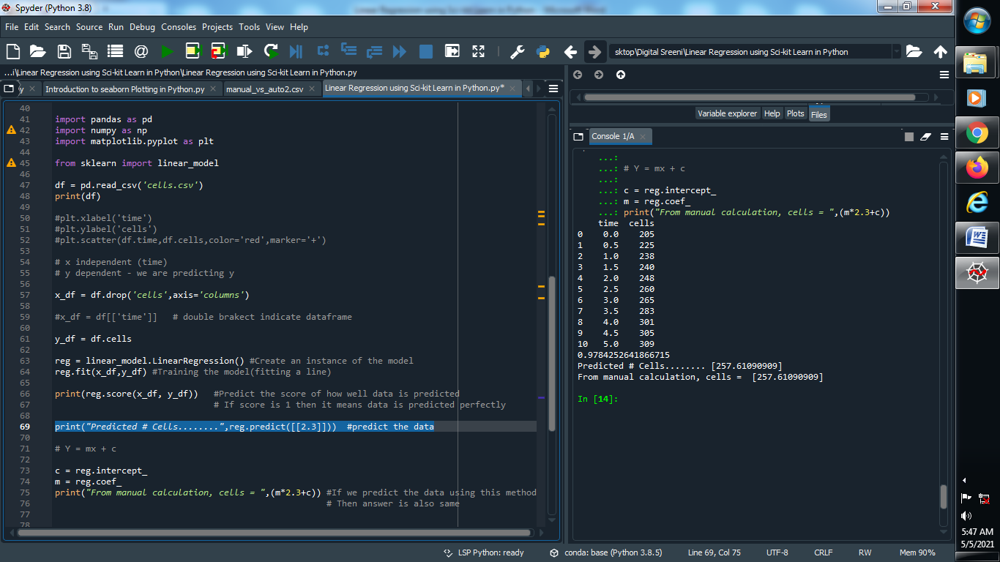 Spyder (Python 3.8)
File Edit Search Source Run Debug Consoles Projects Tools View Help
sktop\Digital Sreeni\Linear Regression using Sci-kit Learn in Python
...i\Linear Regression using Sci-kit Learn in Python\Linear Regression using Sci-kit Learn in Python.py
y Introduction to seaborn Plotting in Python.py manual_vs_auto2.csv Linear Regression using Sci-kit Learn in Python.py*
40
41 import pandas as pd
42 import numpy as np
43 import matplotlib.pyplot as plt
44
45 from sklearn import linear_model
46
47 df = pd.read_csv('cells.csv')
48 print(df)
49
50 #plt.xlabel('time')
51 #plt.ylabel('cells')
52 #plt.scatter(df.time,df.cells,color='red',marker='+')
53
54 # x independent (time)
55 # y dependent - we are predicting y
56
57 x_df = df.drop('cells',axis='columns')
58
59 #x_df = df[['time']]   # double brakect indicate dataframe
60
61 y_df = df.cells
62
63 reg = linear_model.LinearRegression() #Create an instance of the model
64 reg.fit(x_df,y_df) #Training the model(fitting a line)
65
66 print(reg.score(x_df, y_df))   #Predict the score of how well data is predicted
67 # If score is 1 then it means data is predicted perfectly
68
69 print("Predicted # Cells........",reg.predict([[2.3]]))  #predict the data
70
71 # Y = mx + c
72
73 c = reg.intercept_
74 m = reg.coef_
75 print("From manual calculation, cells = ",(m*2.3+c)) #If we predict the data using this method
76 # Then answer is also same
77
78
Variable explorer Help Plots Files
Console 1/A
...:
...: # Y = mx + c
...:
...: c = reg.intercept_
...: m = reg.coef_
...: print("From manual calculation, cells = ",(m*2.3+c))
time cells
0 0.0 205
1 0.5 225
2 1.0 238
3 1.5 240
4 2.0 248
5 2.5 260
6 3.0 265
7 3.5 283
8 4.0 301
9 4.5 305
10 5.0 309
0.9784252641866715
Predicted # Cells........ [257.61090909]
From manual calculation, cells =  [257.61090909]
In [14]:
LSP Python: ready conda: base (Python 3.8.5) Line 69, Col 75 UTF-8 CRLF RW Mem 90%
5:47 AM
5/5/2021